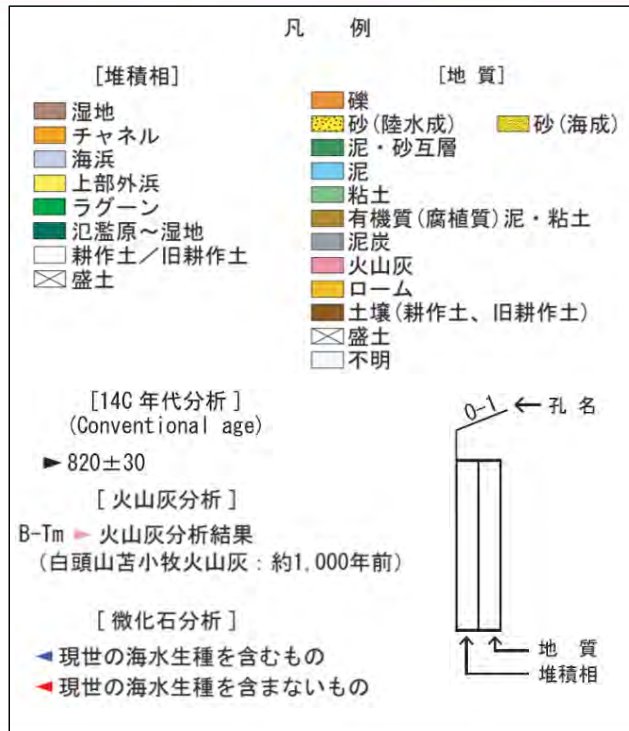 凡 例
[堆積相]
湿地
チャネル
海浜
上部外浜
ラグーン
氾濫原～湿地
耕作土／旧耕作土
盛土
[地 質]
礫
砂(陸水成) 砂(海成)
泥・砂互層
泥
粘土
有機質(腐植質)泥・粘土
泥炭
火山灰
ローム
土壌(耕作土、旧耕作土)
盛土
不明
[14C 年代分析]
(Conventional age)
820±30
[火山灰分析]
B-Tm 火山灰分析結果
(白頭山苫小牧火山灰：約1,000年前)
[微化石分析]
現世の海水生種を含むもの
現世の海水生種を含まないもの
O-1 ← 孔 名
地 質
堆積相